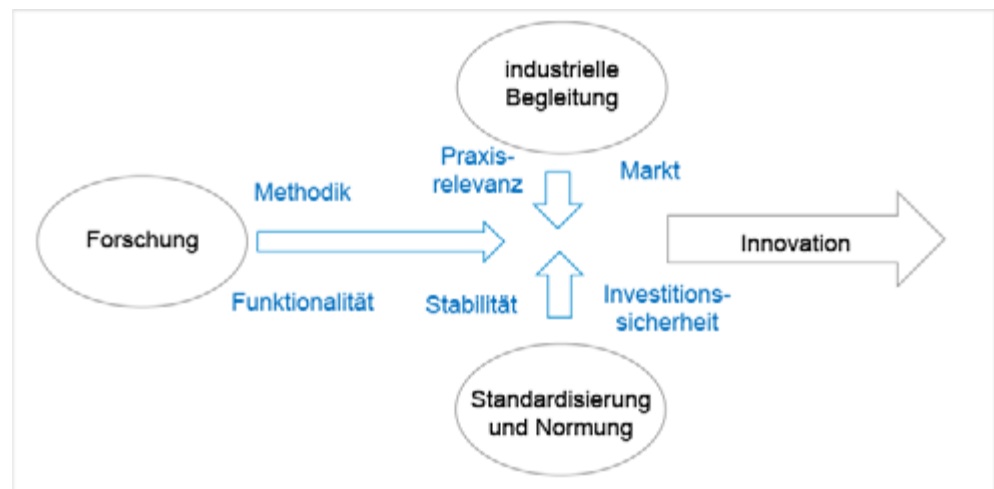 industrielle
Begleitung
Praxis-
relevanz
Markt
Methodik
Forschung
Innovation
Funktionalität
Stabilität
Investitions-
sicherheit
Standardisierung
und Normung